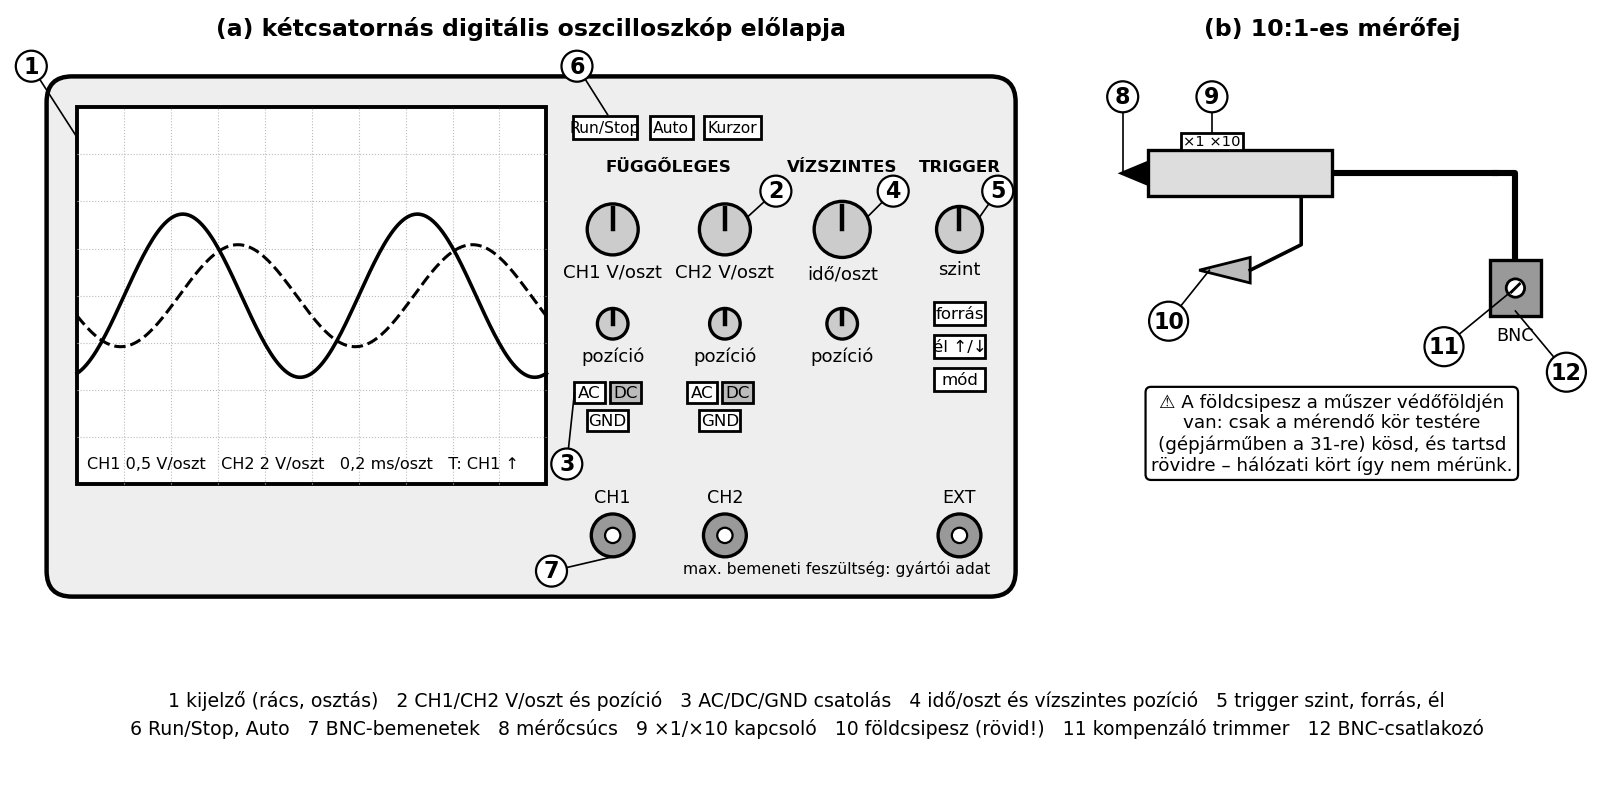 (a) kétcsatornás digitális oszcilloszkóp előlapja
(b) 10:1-es mérőfej
1
6
8
9
Run/Stop
Auto
Kurzor
×1 ×10
FÜGGŐLEGES
VÍZSZINTES
TRIGGER
2
4
5
CH1 V/oszt
CH2 V/oszt
idő/oszt
szint
forrás
10
11
BNC
12
pozíció
pozíció
pozíció
él ↑/↓
mód
AC
DC
AC
DC
GND
GND
⚠ A földcsipesz a műszer védőföldjén
van: csak a mérendő kör testére
(gépjárműben a 31-re) kösd, és tartsd
rövidre – hálózati kört így nem mérünk.
CH1 0,5 V/oszt CH2 2 V/oszt 0,2 ms/oszt T: CH1 ↑
3
CH1
CH2
EXT
7
max. bemeneti feszültség: gyártói adat
1 kijelző (rács, osztás) 2 CH1/CH2 V/oszt és pozíció 3 AC/DC/GND csatolás 4 idő/oszt és vízszintes pozíció 5 trigger szint, forrás, él
6 Run/Stop, Auto 7 BNC-bemenetek 8 mérőcsúcs 9 ×1/×10 kapcsoló 10 földcsipesz (rövid!) 11 kompenzáló trimmer 12 BNC-csatlakozó